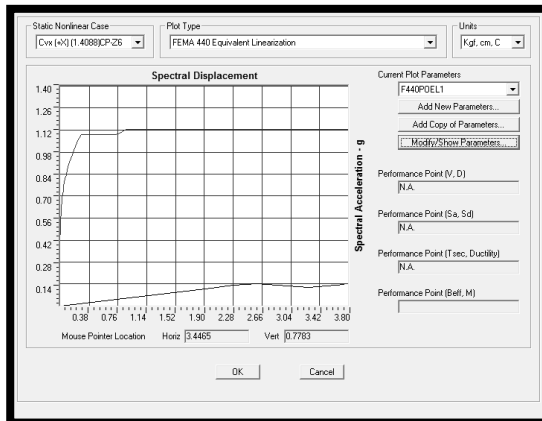 Static Nonlinear Case
Cvx (+X) (1.4088)CP-Z6
Plot Type
FEMA 440 Equivalent Linearization
Units
Kgf, cm, C
Spectral Displacement
1.40
1.26
1.12
0.98
0.84
0.70
0.56
0.42
0.28
0.14
0.38 0.76 1.14 1.52 1.90 2.28 2.66 3.04 3.42 3.80
Spectral Acceleration - g
Mouse Pointer Location Horiz 3.4465 Vert 0.7783
Current Plot Parameters
F440POEL1
Add New Parameters...
Add Copy of Parameters...
Modify/Show Parameters...
Performance Point (V, D)
N.A.
Performance Point (Sa, Sd)
N.A.
Performance Point (Tsec, Ductility)
N.A.
Performance Point (Beff, M)
OK
Cancel